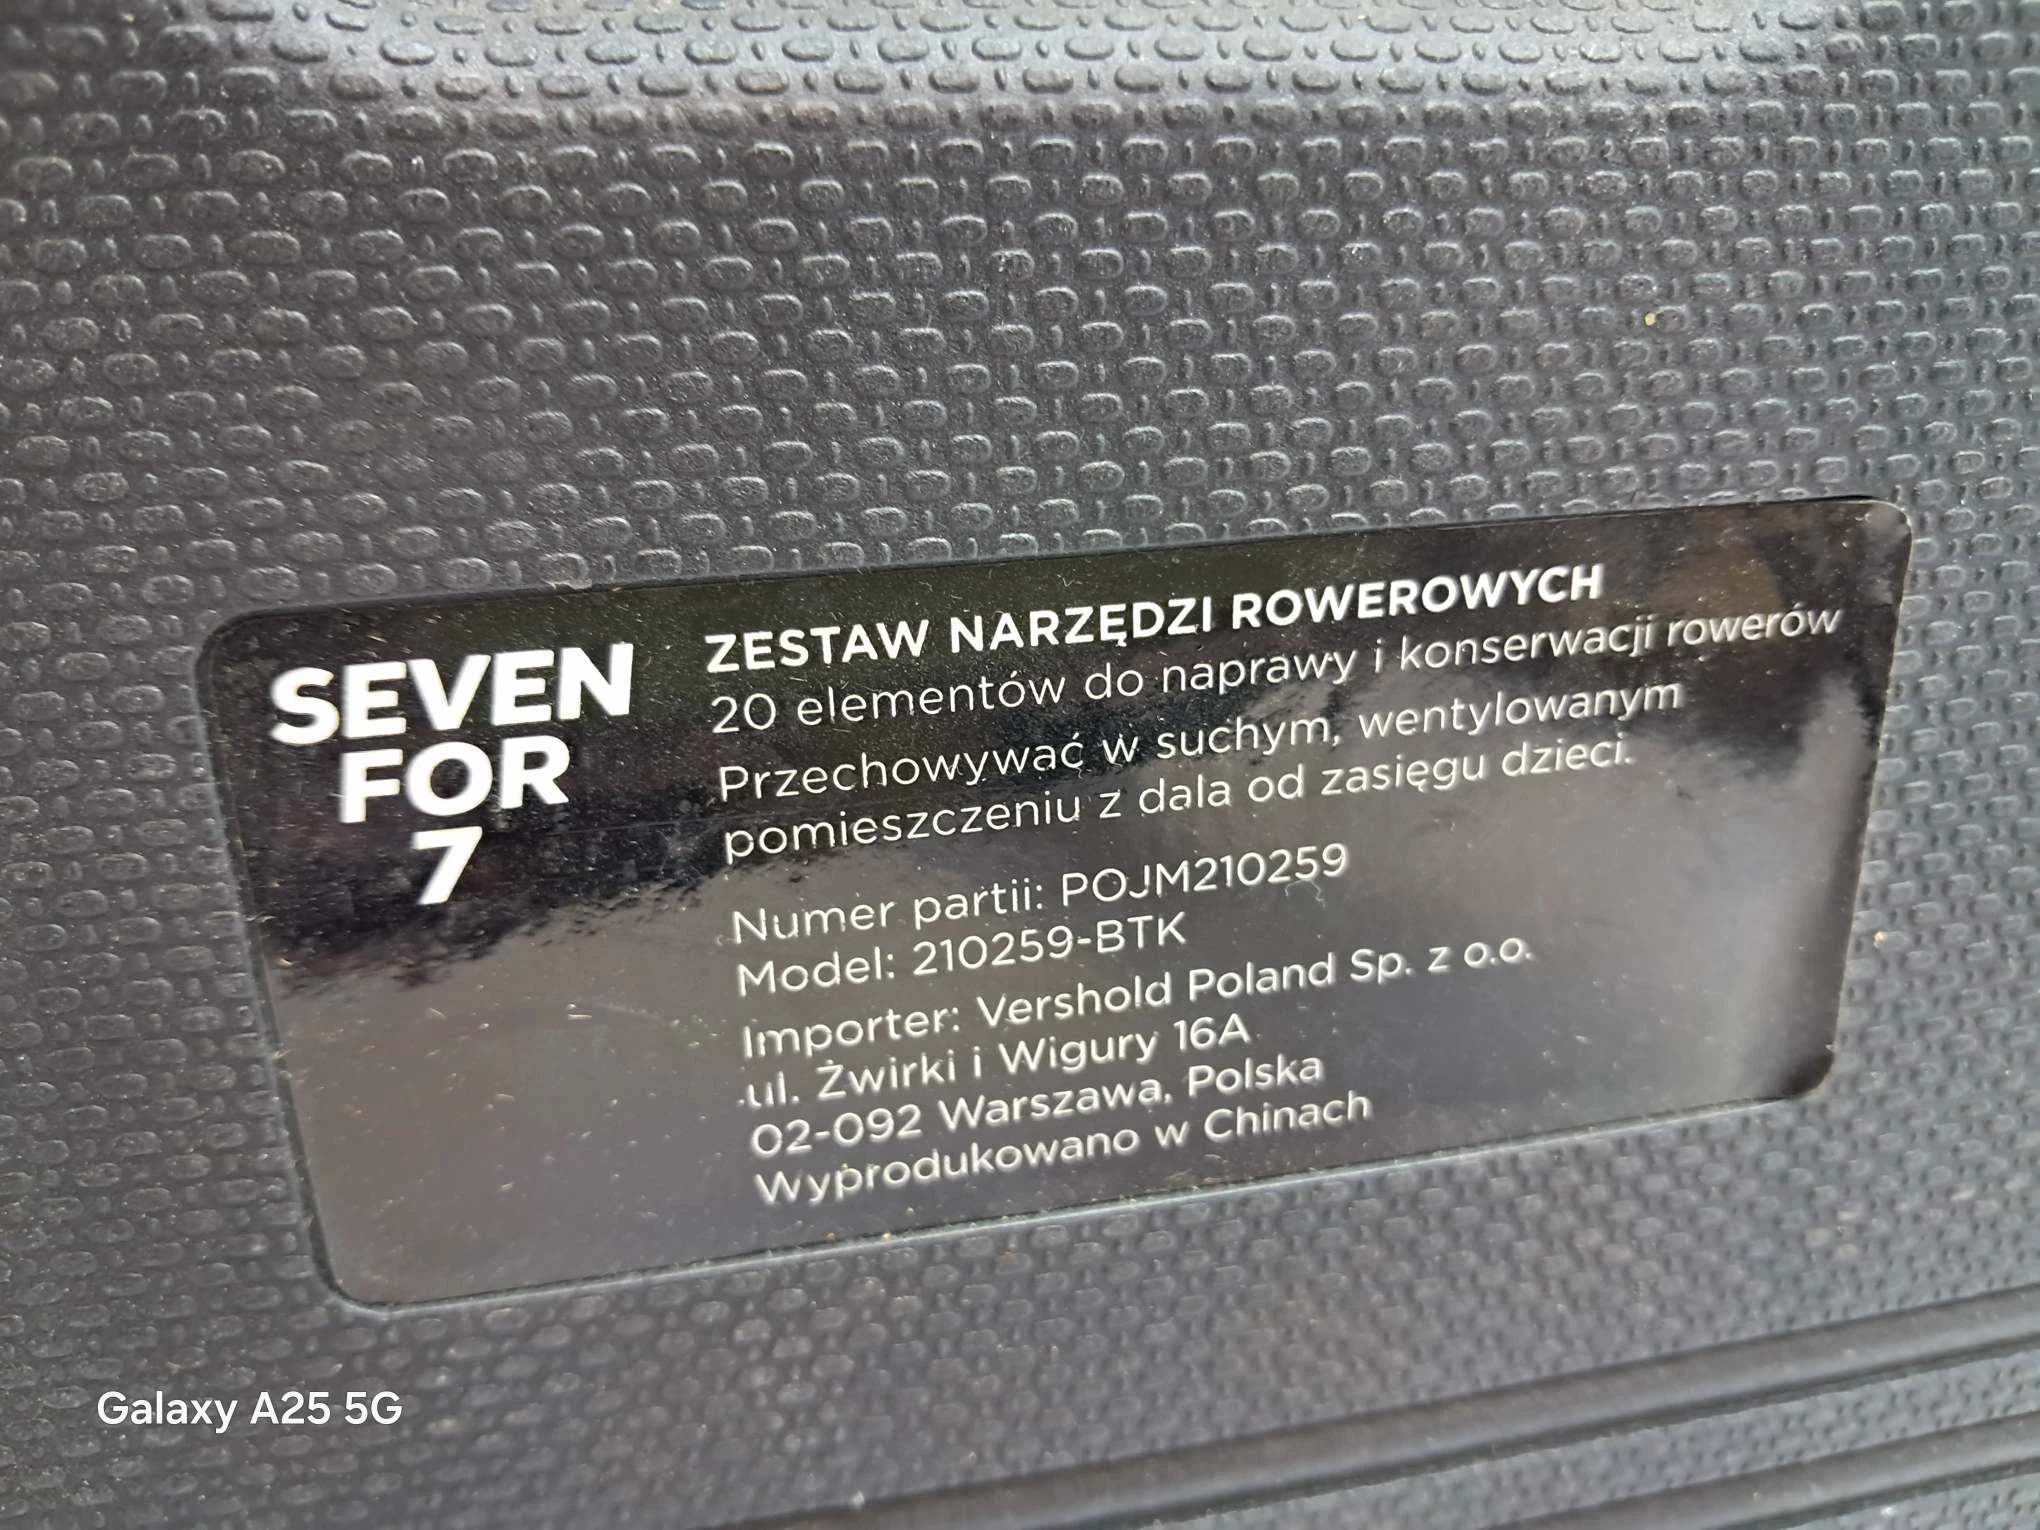 SEVEN
FOR
7
ZESTAW NARZĘDZI ROWEROWYCH
20 elementów do naprawy i konserwacji rowerów
Przechowywać w suchym, wentylowanym
pomieszczeniu z dala od zasięgu dzieci.
Numer partii: POJM210259
Model: 210259-BTK
Importer: Vershold Poland Sp. z o.o.
ul. Żwirki i Wigury 16A
02-092 Warszawa, Polska
Wyprodukowano w Chinach
Galaxy A25 5G